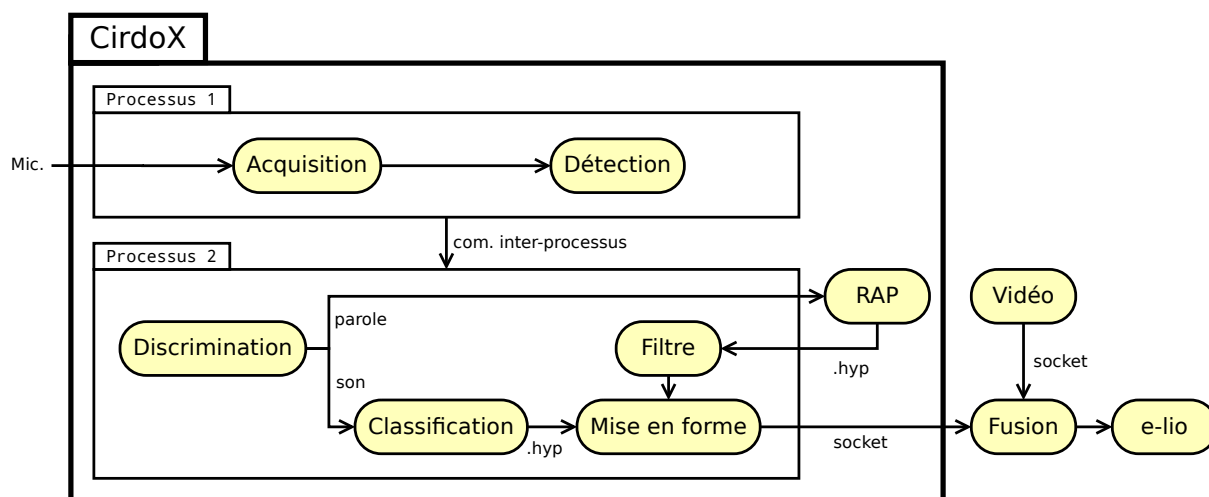 CirdoX
Processus 1
Mic.
Acquisition
Détection
com. inter-processus
Processus 2
RAP
Vidéo
parole
Discrimination
Filtre
.hyp
socket
son
Classification
.hyp
Mise en forme
socket
Fusion
e-lio